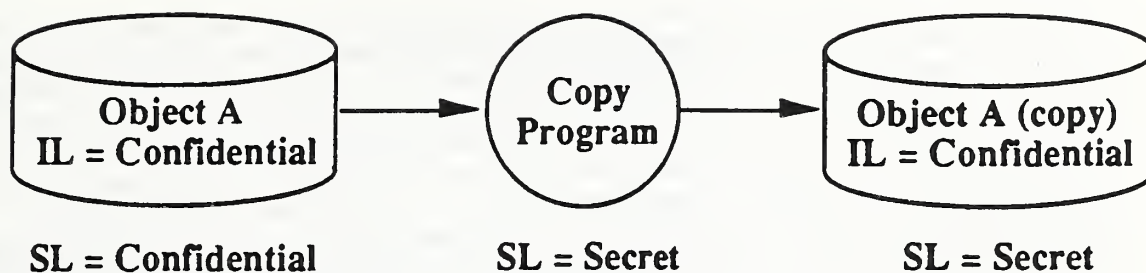 Object A
IL = Confidential
SL = Confidential
Copy
Program
SL = Secret
Object A (copy)
IL = Confidential
SL = Secret